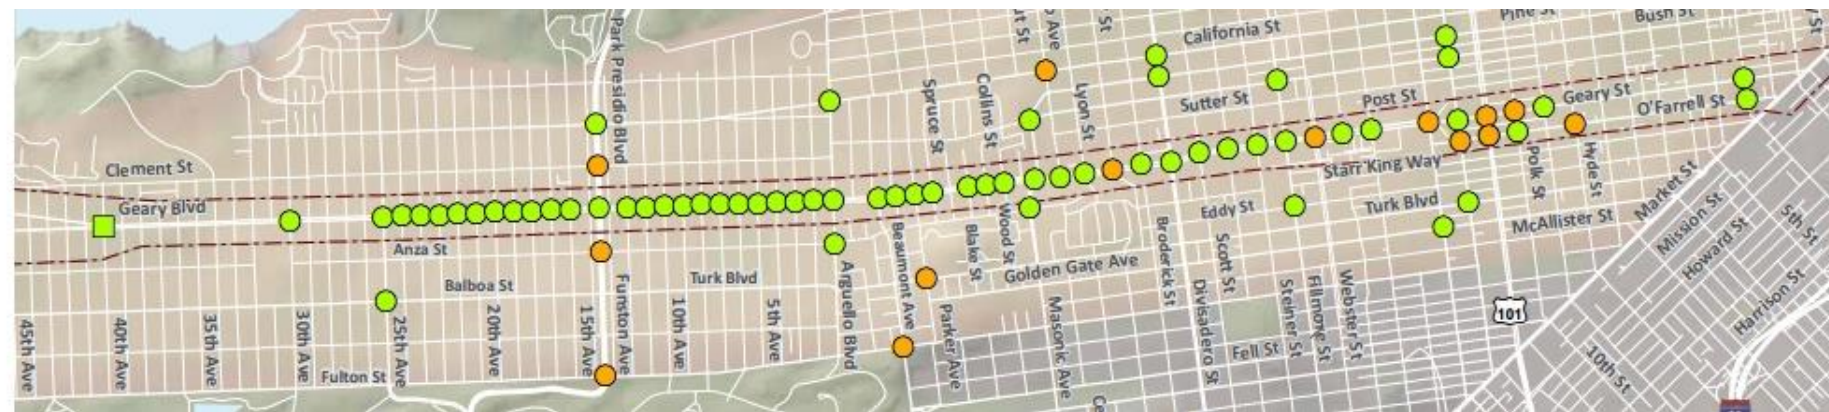 Pine St
Bush St
California St
Park Presidio Blvd
Spruce St
Collins St
Lyon St
Sutter St
Post St
Geary St
O'Farrell St
Clement St
Geary Blvd
Starr King Way
Polk St
Hyde St
Market St
Mission St
Howard St
5th St
Harrison St
Eddy St
Turk Blvd
McAllister St
Anza St
Balboa St
Turk Blvd
Beaumont Ave
Blake St
Wood St
Golden Gate Ave
Broderick St
Scott St
Divisadero St
Steiner St
Fillmore St
Webster St
101
45th Ave
40th Ave
35th Ave
30th Ave
25th Ave
20th Ave
15th Ave
Funston Ave
10th Ave
5th Ave
Arguello Blvd
Parker Ave
Masonic Ave
Fell St
10th St
Fulton St